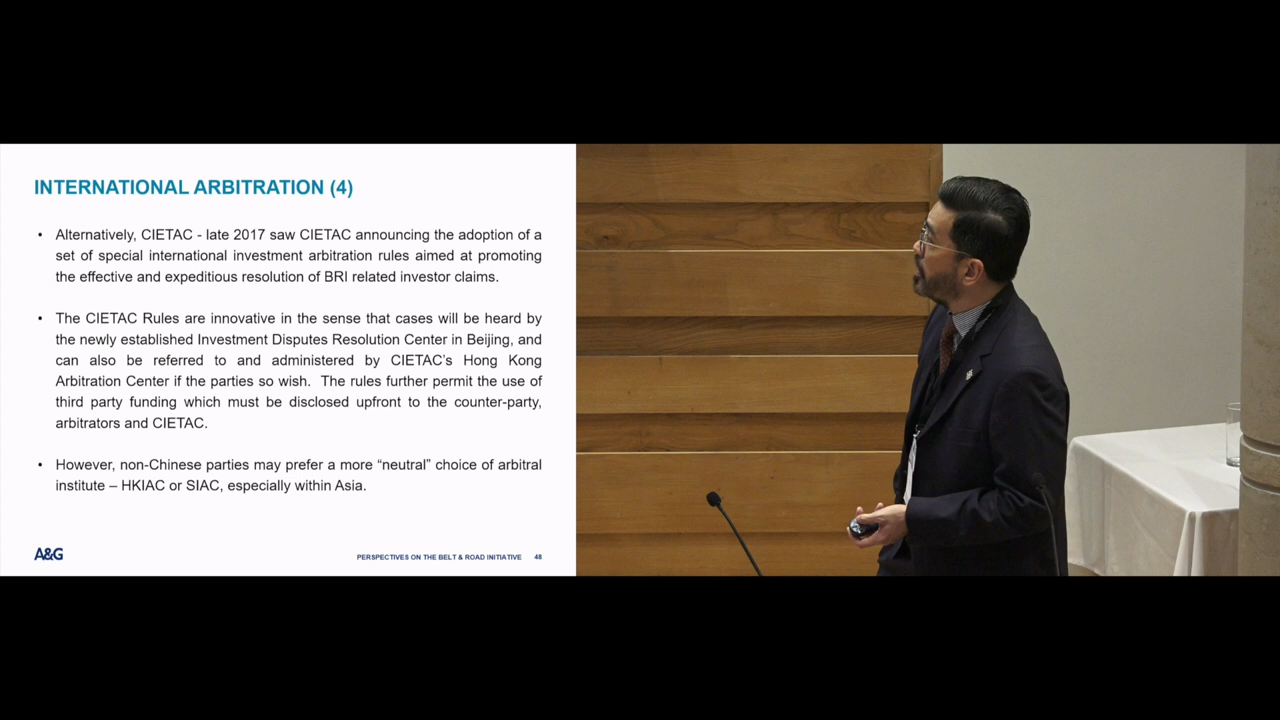 INTERNATIONAL ARBITRATION (4)
• Alternatively, CIETAC - late 2017 saw CIETAC announcing the adoption of a
set of special international investment arbitration rules aimed at promoting
the effective and expeditious resolution of BRI related investor claims.
• The CIETAC Rules are innovative in the sense that cases will be heard by
the newly established Investment Disputes Resolution Center in Beijing, and
can also be referred to and administered by CIETAC’s Hong Kong
Arbitration Center if the parties so wish. The rules further permit the use of
third party funding which must be disclosed upfront to the counter-party,
arbitrators and CIETAC.
• However, non-Chinese parties may prefer a more “neutral” choice of arbitral
institute – HKIAC or SIAC, especially within Asia.
A&G
PERSPECTIVES ON THE BELT & ROAD INITIATIVE 48